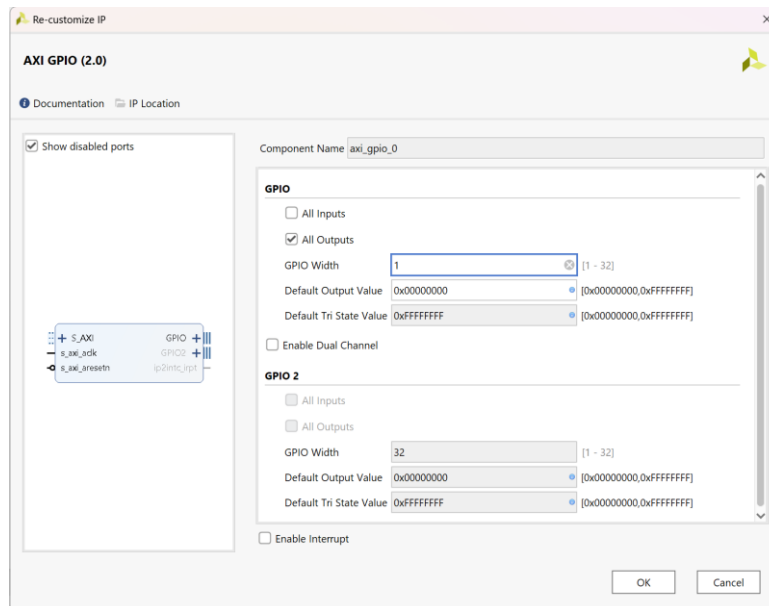 Re-customize IP
AXI GPIO (2.0)
Documentation IP Location
Show disabled ports
S_AXI GPIO
s_axi_aclk GPIO2
s_axi_aresetn ip2intc_irpt
Component Name axi_gpio_0
GPIO
All Inputs
All Outputs
GPIO Width 1 [1 - 32]
Default Output Value 0x00000000 [0x00000000,0xFFFFFFFF]
Default Tri State Value 0xFFFFFFFF [0x00000000,0xFFFFFFFF]
Enable Dual Channel
GPIO 2
All Inputs
All Outputs
GPIO Width 32 [1 - 32]
Default Output Value 0x00000000 [0x00000000,0xFFFFFFFF]
Default Tri State Value 0xFFFFFFFF [0x00000000,0xFFFFFFFF]
Enable Interrupt
OK Cancel